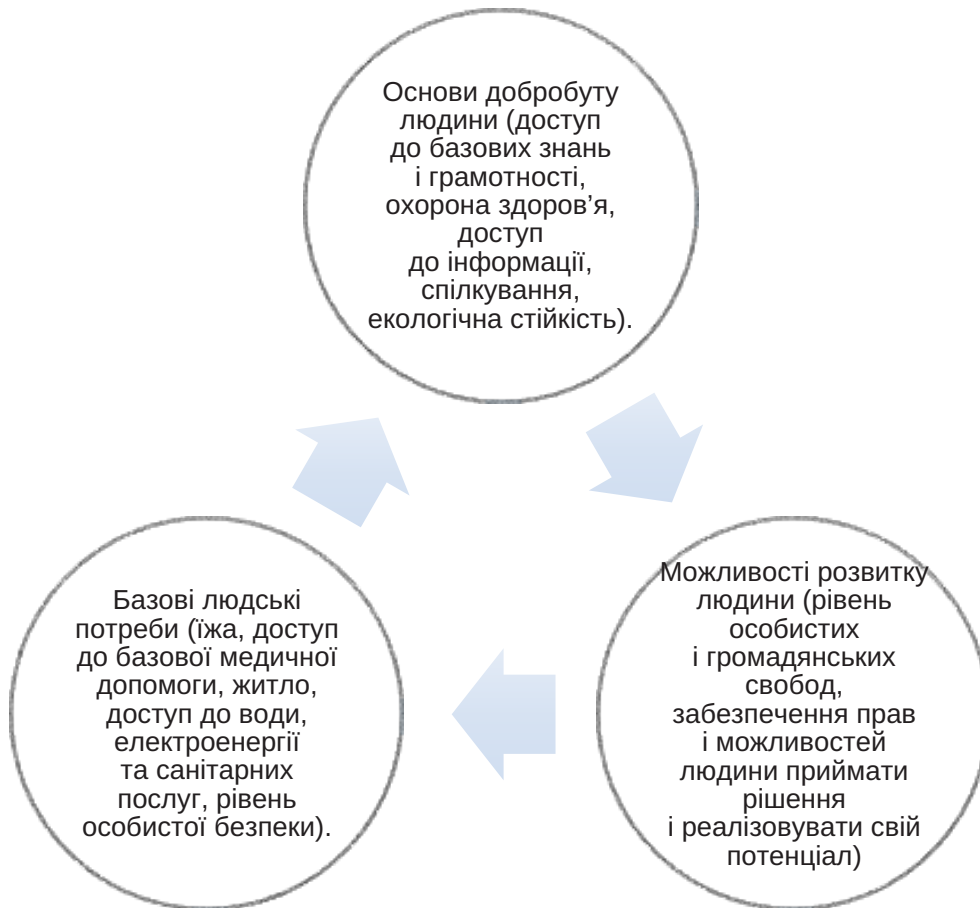 Основи добробуту
людини (доступ
до базових знань
і грамотності,
охорона здоров’я,
доступ
до інформації,
спілкування,
екологічна стійкість).
Можливості розвитку
людини (рівень
особистих
і громадянських
свобод,
забезпечення прав
і можливостей
людини приймати
рішення
і реалізовувати свій
потенціал)
Базові людські
потреби (їжа, доступ
до базової медичної
допомоги, житло,
доступ до води,
електроенергії
та санітарних
послуг, рівень
особистої безпеки).